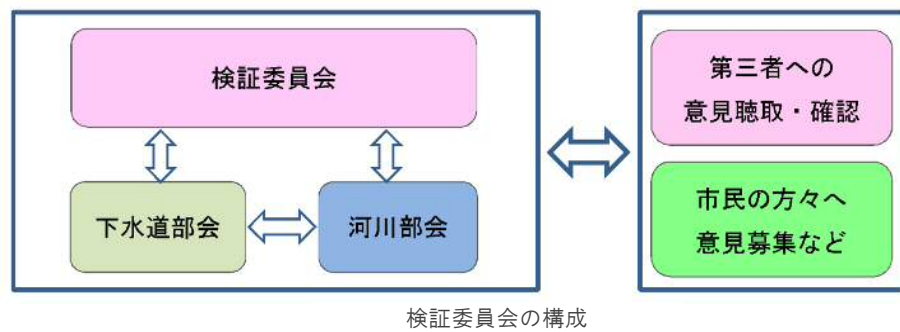 検証委員会
下水道部会
河川部会
第三者への
意見聴取・確認
市民の方々へ
意見募集など
検証委員会の構成